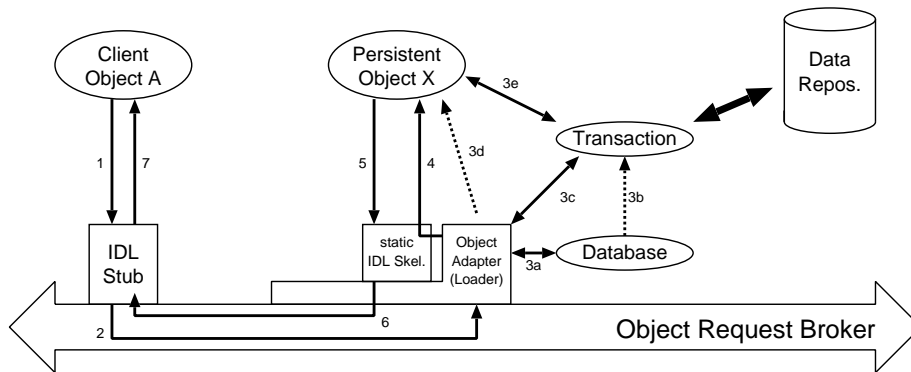 Client
Object A
Persistent
Object X
Data
Repos.
3e
Transaction
1
7
5
4
3d
3c
3b
IDL
Stub
static
IDL Skel.
Object
Adapter
(Loader)
3a
Database
2
6
Object Request Broker